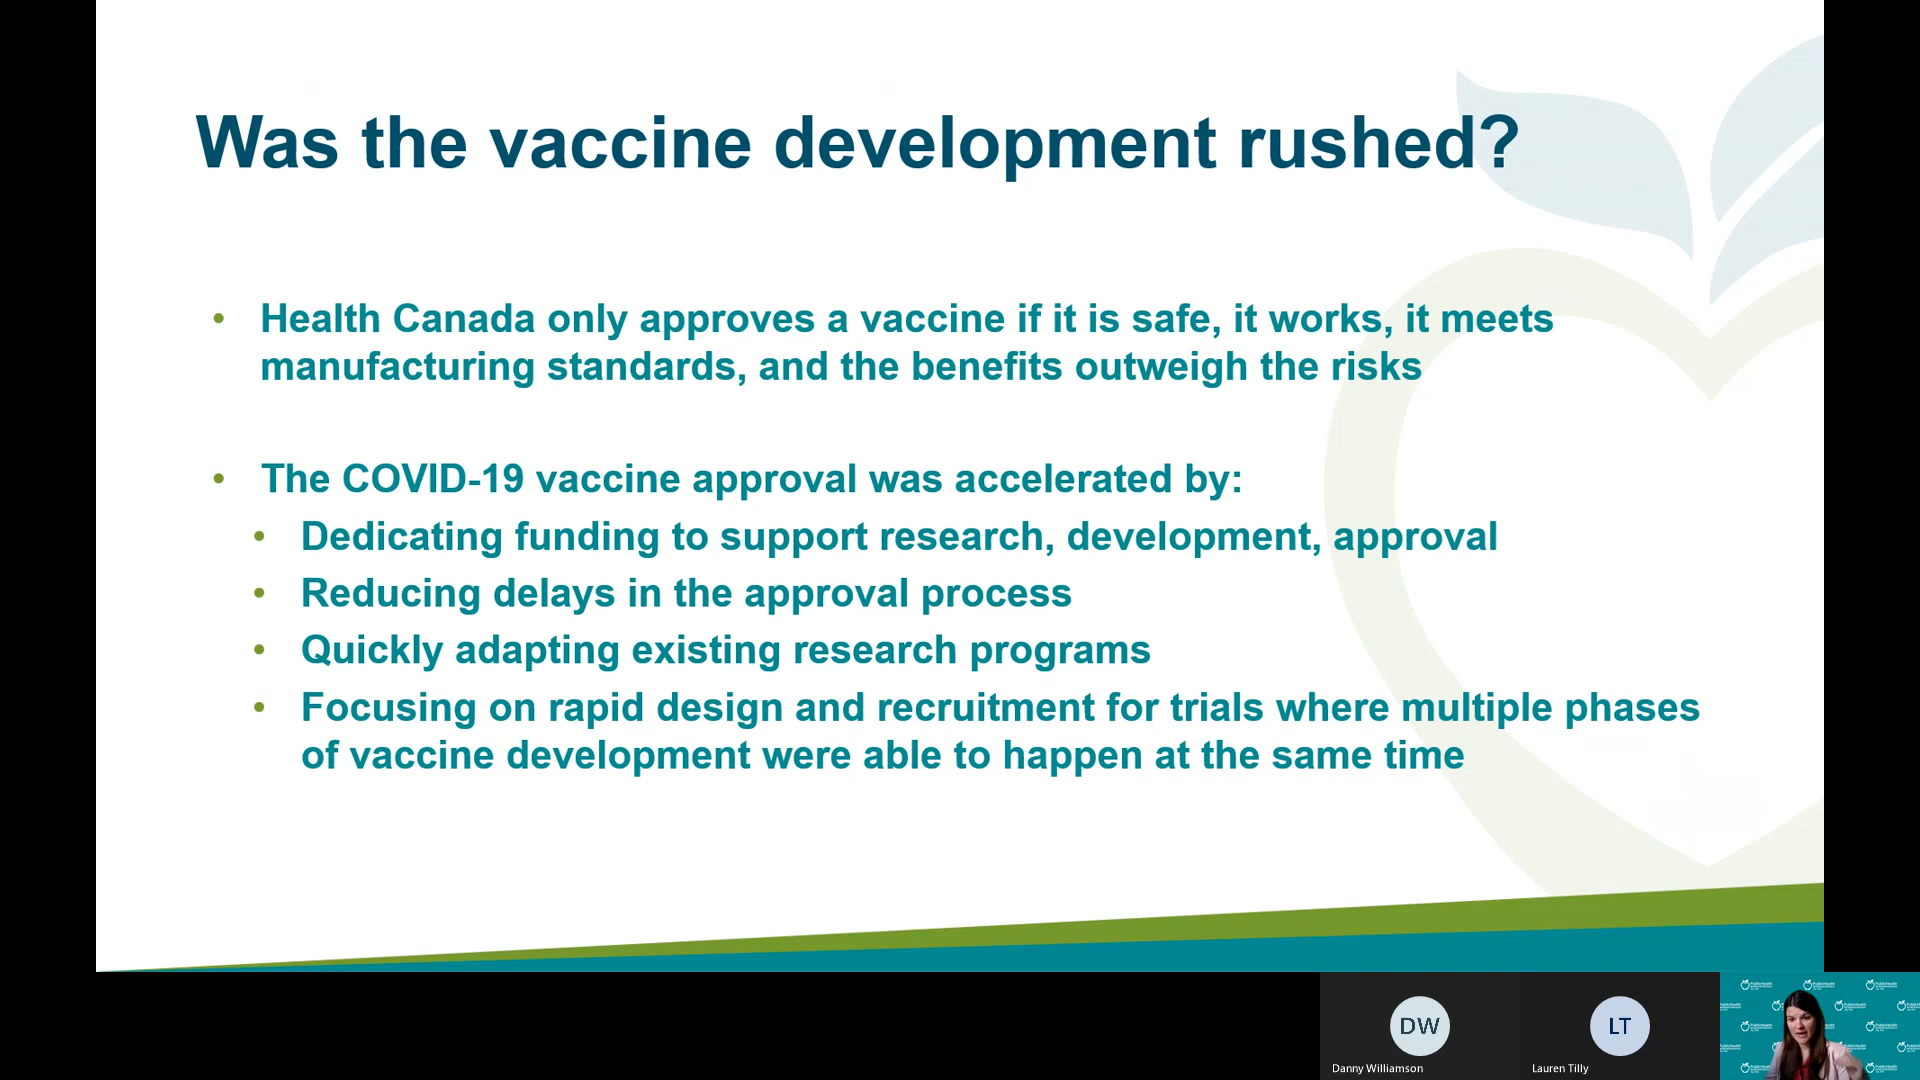 Was the vaccine development rushed?
• Health Canada only approves a vaccine if it is safe, it works, it meets
manufacturing standards, and the benefits outweigh the risks
• The COVID-19 vaccine approval was accelerated by:
• Dedicating funding to support research, development, approval
• Reducing delays in the approval process
• Quickly adapting existing research programs
• Focusing on rapid design and recruitment for trials where multiple phases
of vaccine development were able to happen at the same time
DW
Danny Williamson
LT
Lauren Tilly